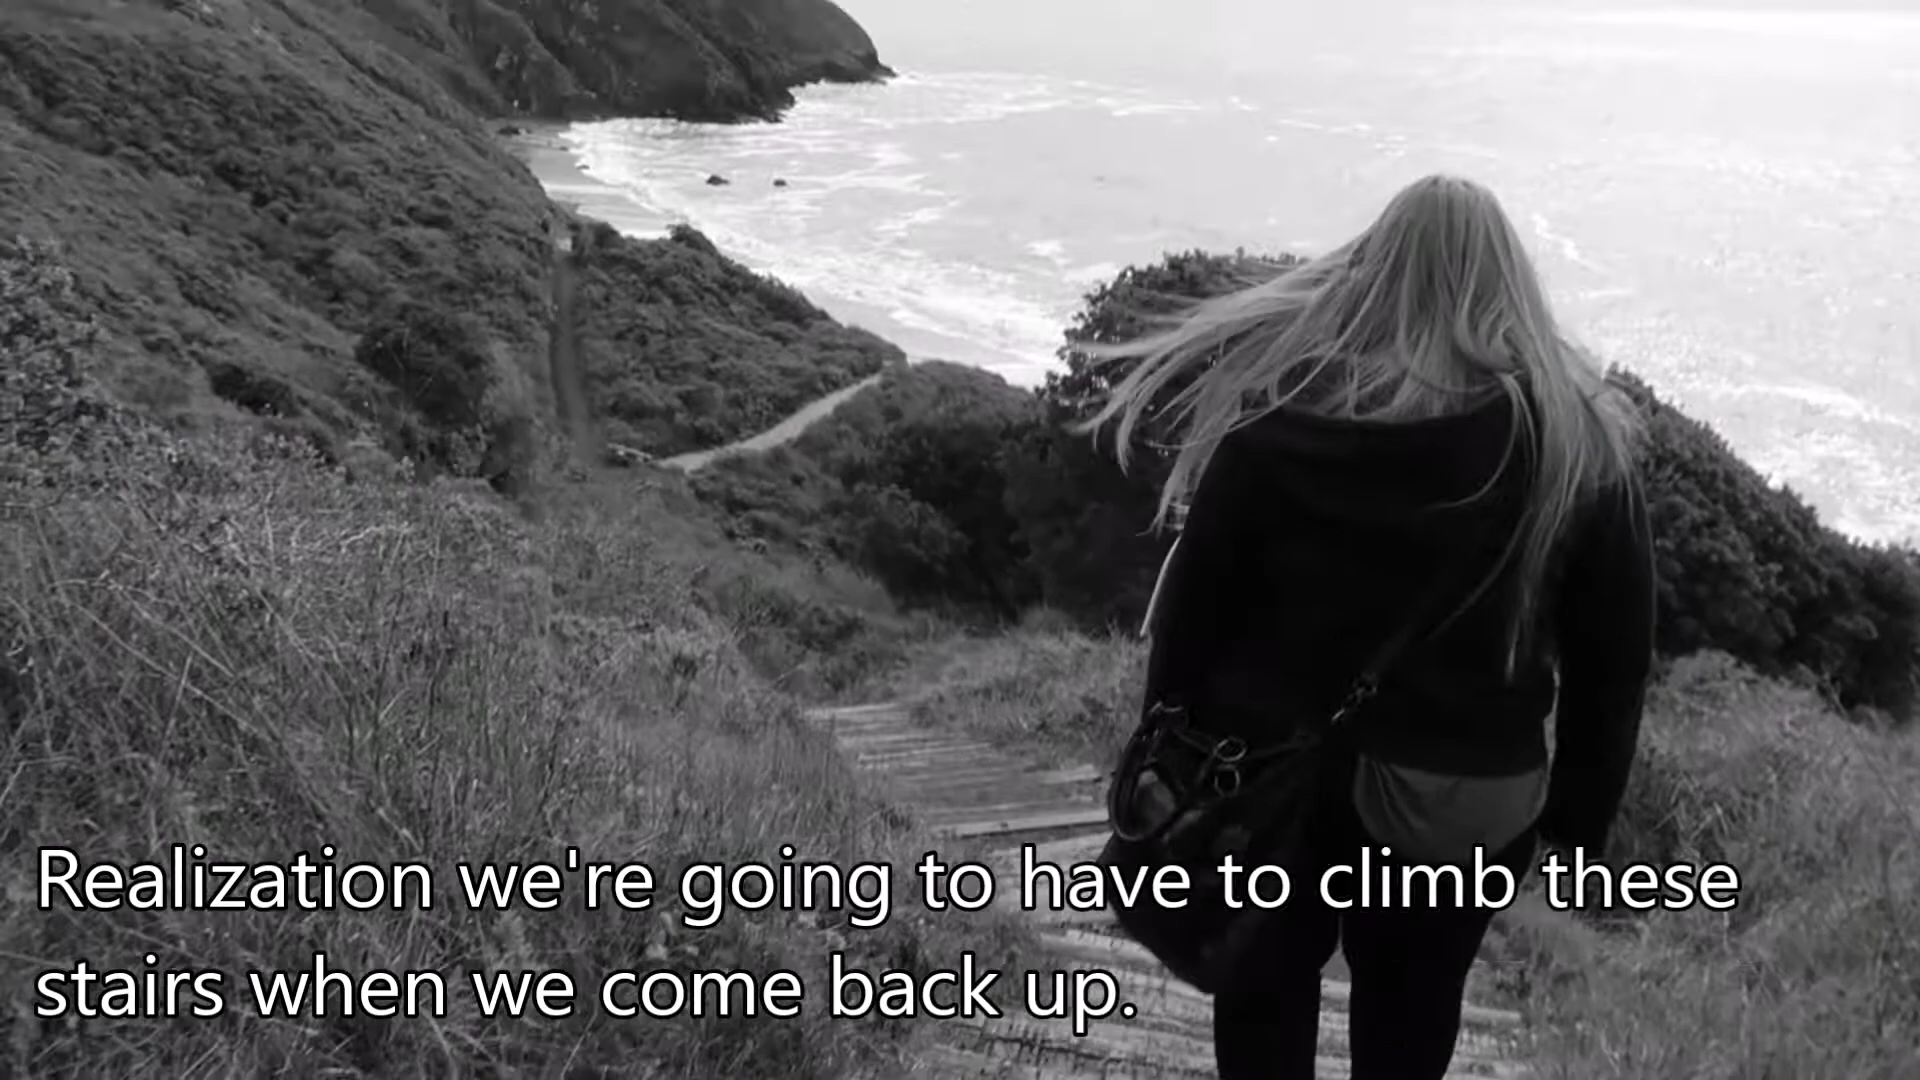 Realization we're going to have to climb these
stairs when we come back up.